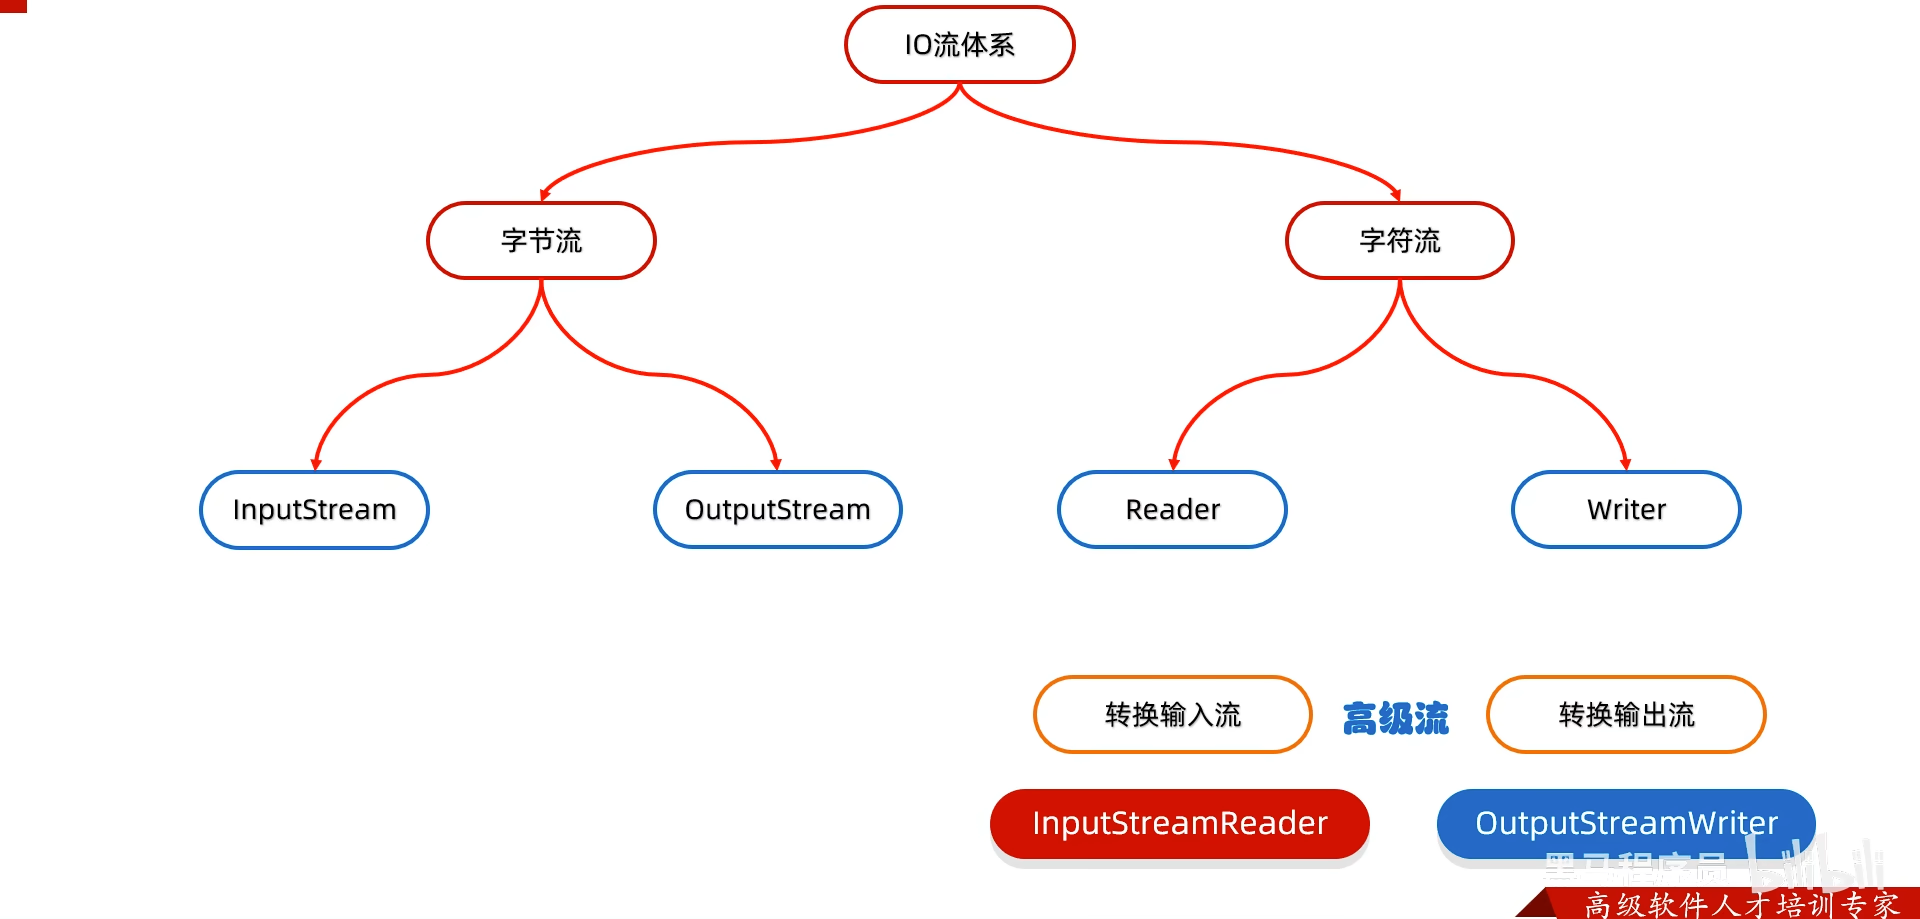 IO流体系
字节流
字符流
InputStream
OutputStream
Reader
Writer
转换输入流
高级流
转换输出流
InputStreamReader
OutputStreamWriter
黑马程序员
bilibili
高级软件人才培训专家